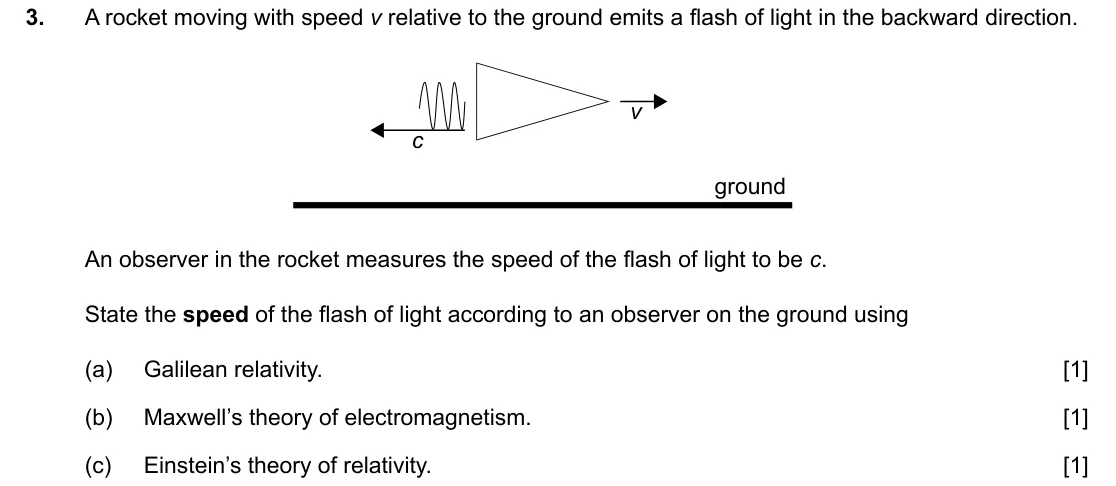 3. A rocket moving with speed v relative to the ground emits a flash of light in the backward direction.
v
c
ground
An observer in the rocket measures the speed of the flash of light to be c.
State the speed of the flash of light according to an observer on the ground using
(a) Galilean relativity. [1]
(b) Maxwell’s theory of electromagnetism. [1]
(c) Einstein’s theory of relativity. [1]